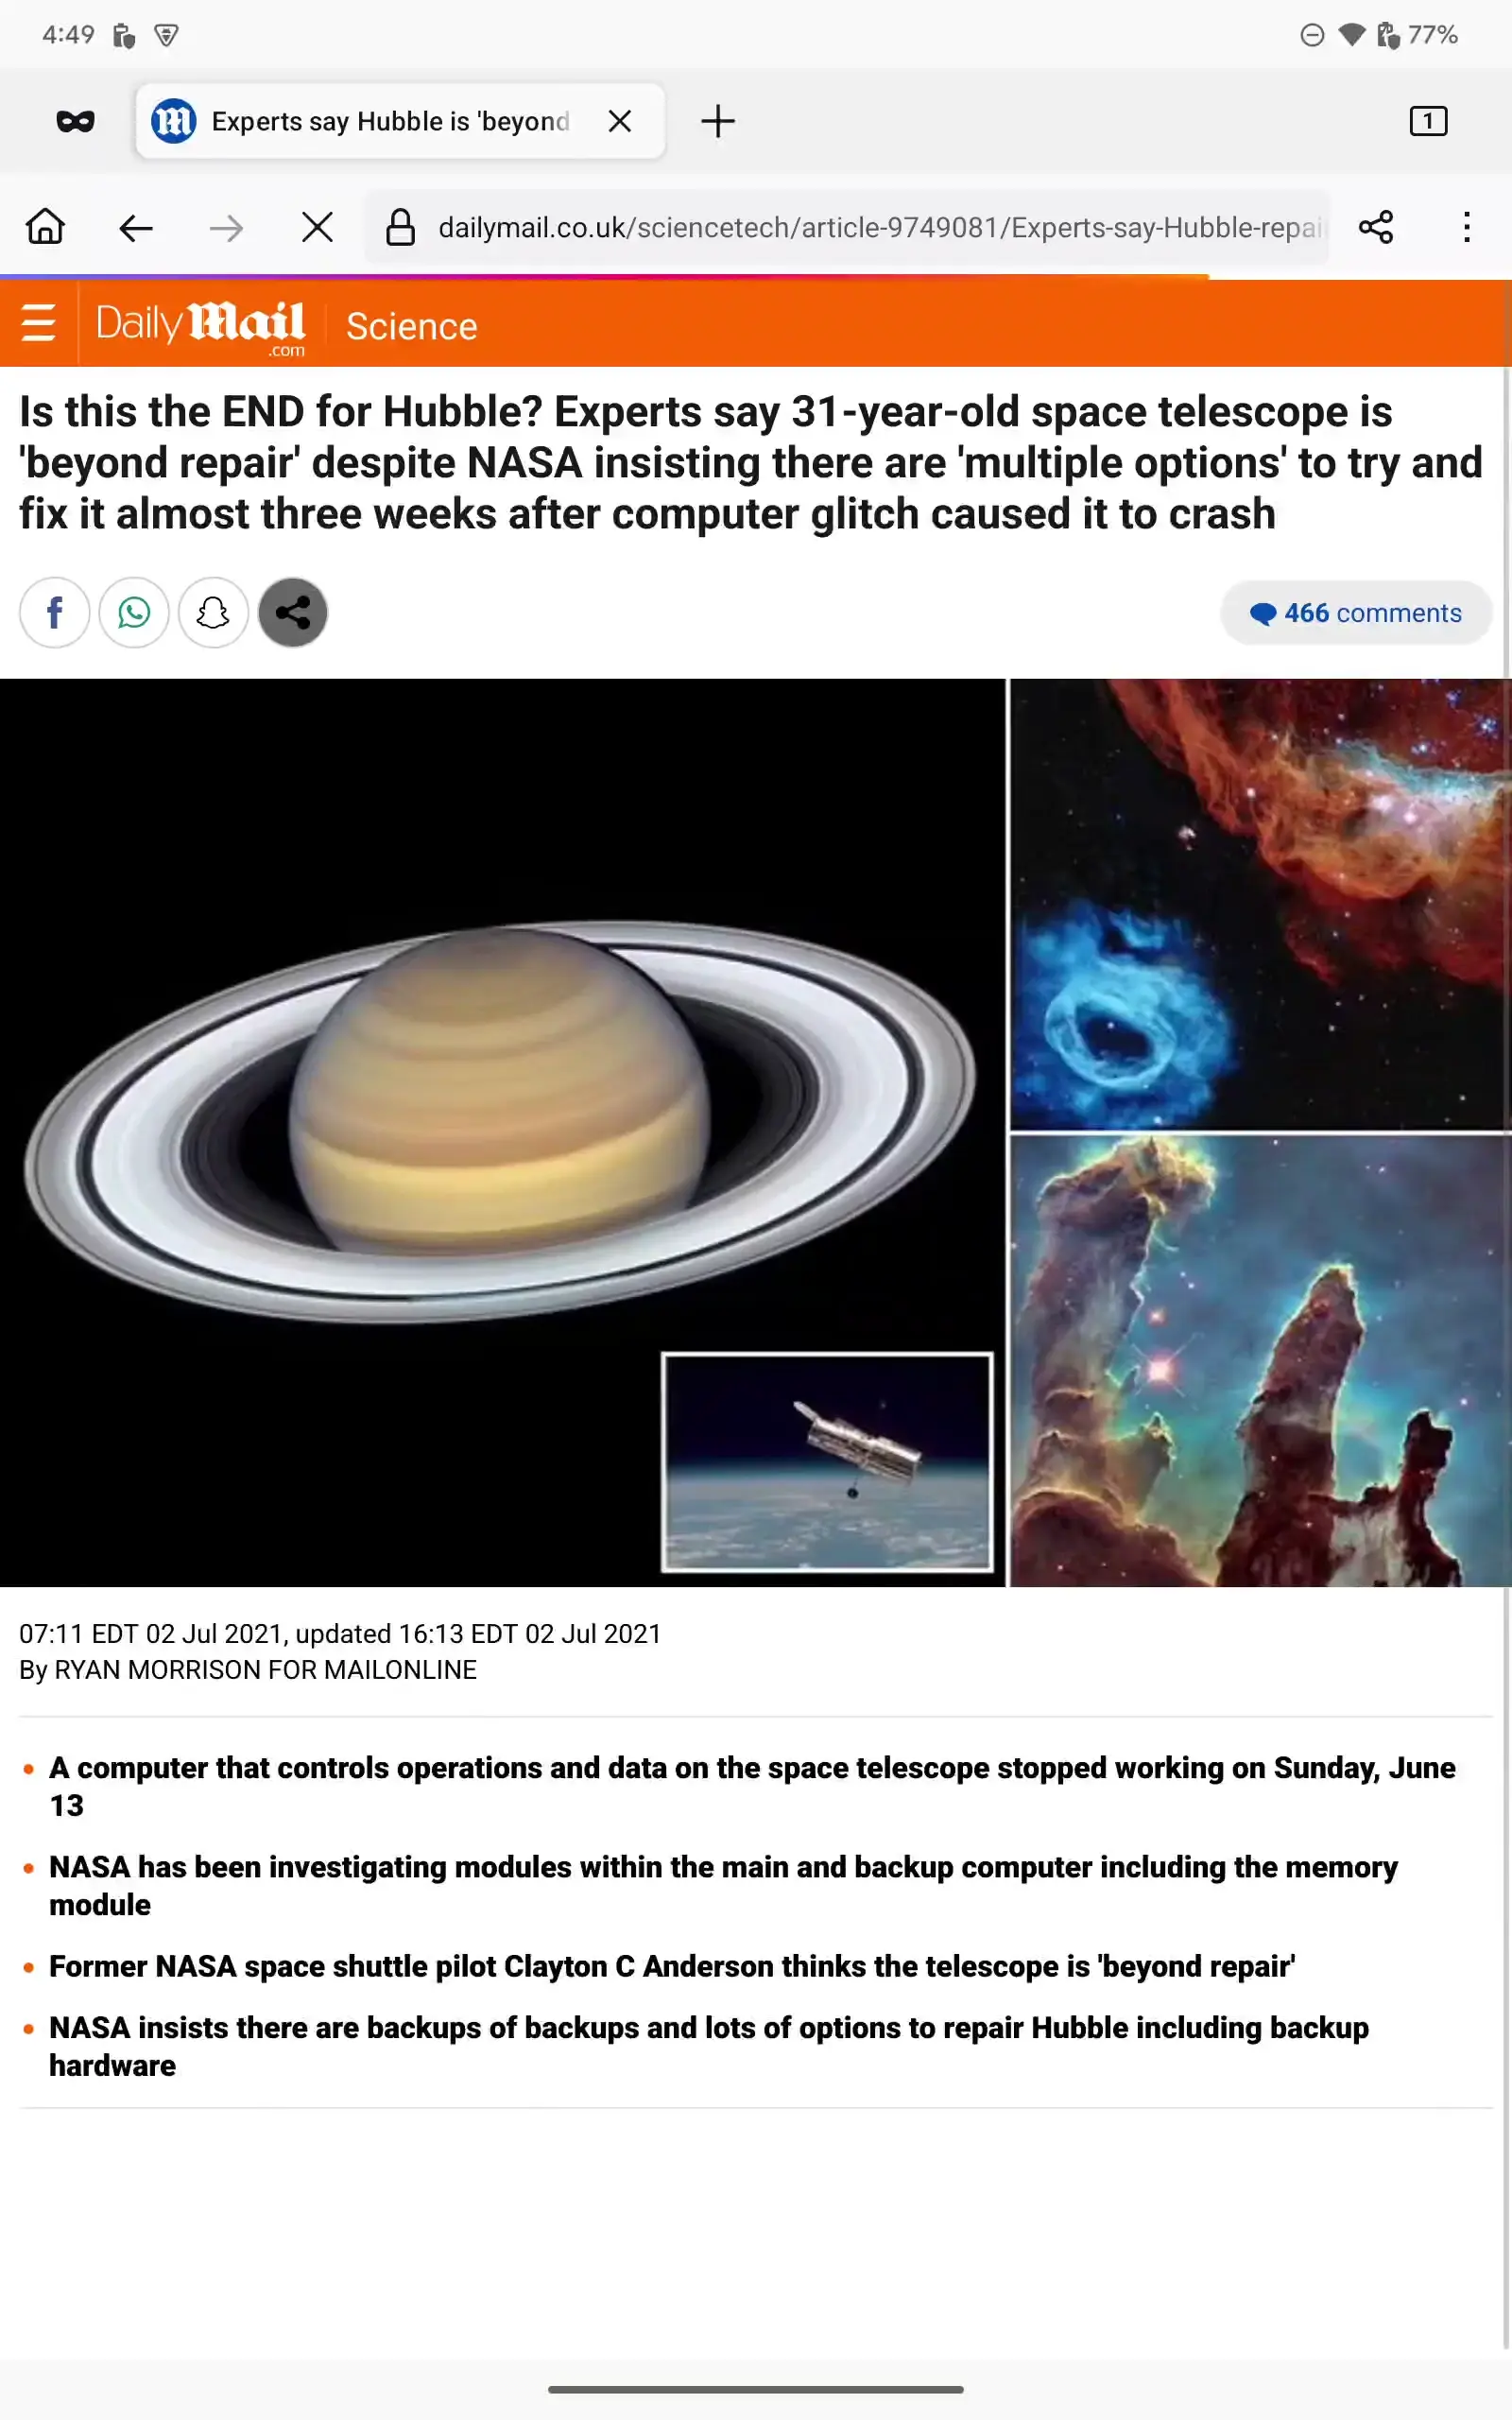 4:49
77%
Experts say Hubble is 'beyond
1
dailymail.co.uk/sciencetech/article-9749081/Experts-say-Hubble-repai
Daily Mail .com
Science
Is this the END for Hubble? Experts say 31-year-old space telescope is
'beyond repair' despite NASA insisting there are 'multiple options' to try and
fix it almost three weeks after computer glitch caused it to crash
466 comments
07:11 EDT 02 Jul 2021, updated 16:13 EDT 02 Jul 2021
By RYAN MORRISON FOR MAILONLINE
• A computer that controls operations and data on the space telescope stopped working on Sunday, June
13
• NASA has been investigating modules within the main and backup computer including the memory
module
• Former NASA space shuttle pilot Clayton C Anderson thinks the telescope is 'beyond repair'
• NASA insists there are backups of backups and lots of options to repair Hubble including backup
hardware